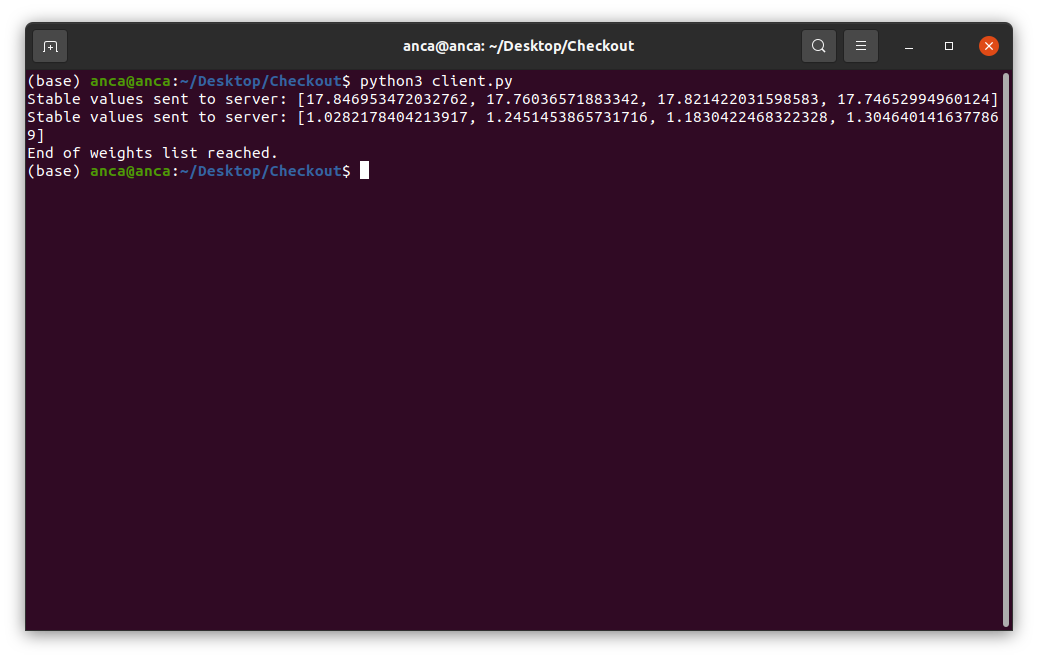 anca@anca: ~/Desktop/Checkout
(base) anca@anca:~/Desktop/Checkout$ python3 client.py
Stable values sent to server: [17.846953472032762, 17.76036571883342, 17.821422031598583, 17.74652994960124]
Stable values sent to server: [1.0282178404213917, 1.2451453865731716, 1.1830422468322328, 1.304640141637786
9]
End of weights list reached.
(base) anca@anca:~/Desktop/Checkout$